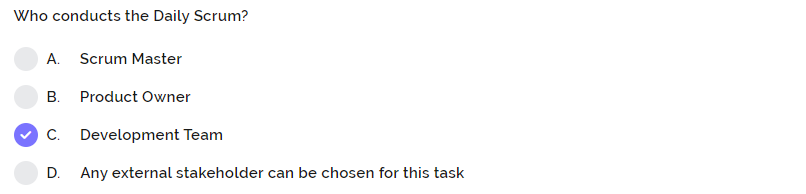 Who conducts the Daily Scrum?
A. Scrum Master
B. Product Owner
C. Development Team
D. Any external stakeholder can be chosen for this task